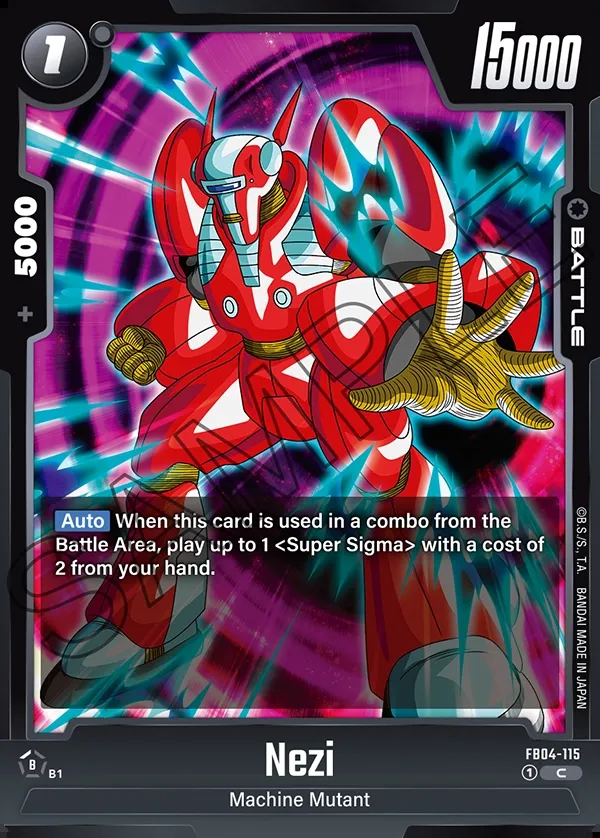 1
15000
+ 5000
BATTLE
SAMPLE
Auto When this card is used in a combo from the
Battle Area, play up to 1 <Super Sigma> with a cost of
2 from your hand.
©B.S./S., T.A. BANDAI MADE IN JAPAN
B B1
Nezi
FB04-115
1 C
Machine Mutant